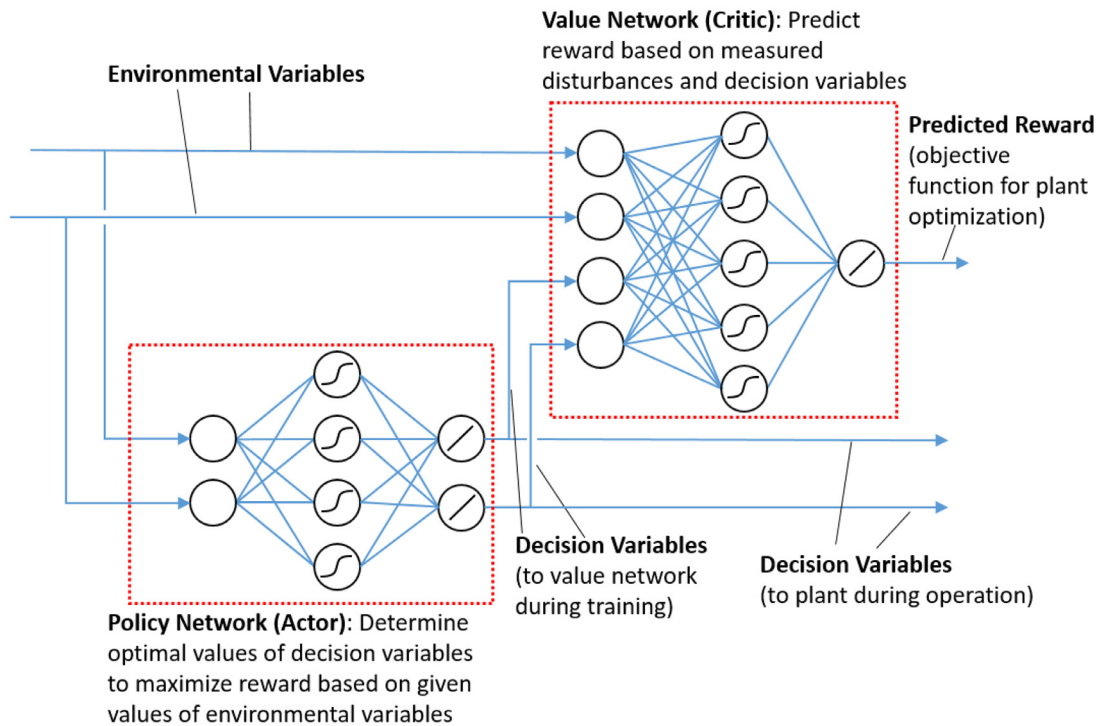 Value Network (Critic): Predict
reward based on measured
disturbances and decision variables
Environmental Variables
Predicted Reward
(objective
function for plant
optimization)
Decision Variables
(to value network
during training)
Decision Variables
(to plant during operation)
Policy Network (Actor): Determine
optimal values of decision variables
to maximize reward based on given
values of environmental variables